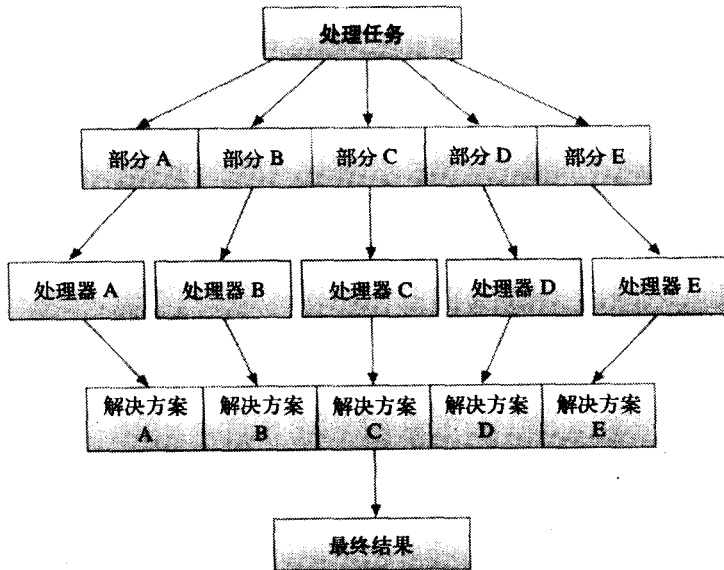 处理任务
部分 A 部分 B 部分 C 部分 D 部分 E
处理器 A 处理器 B 处理器 C 处理器 D 处理器 E
解决方案 解决方案 解决方案 解决方案 解决方案
A B C D E
最终结果